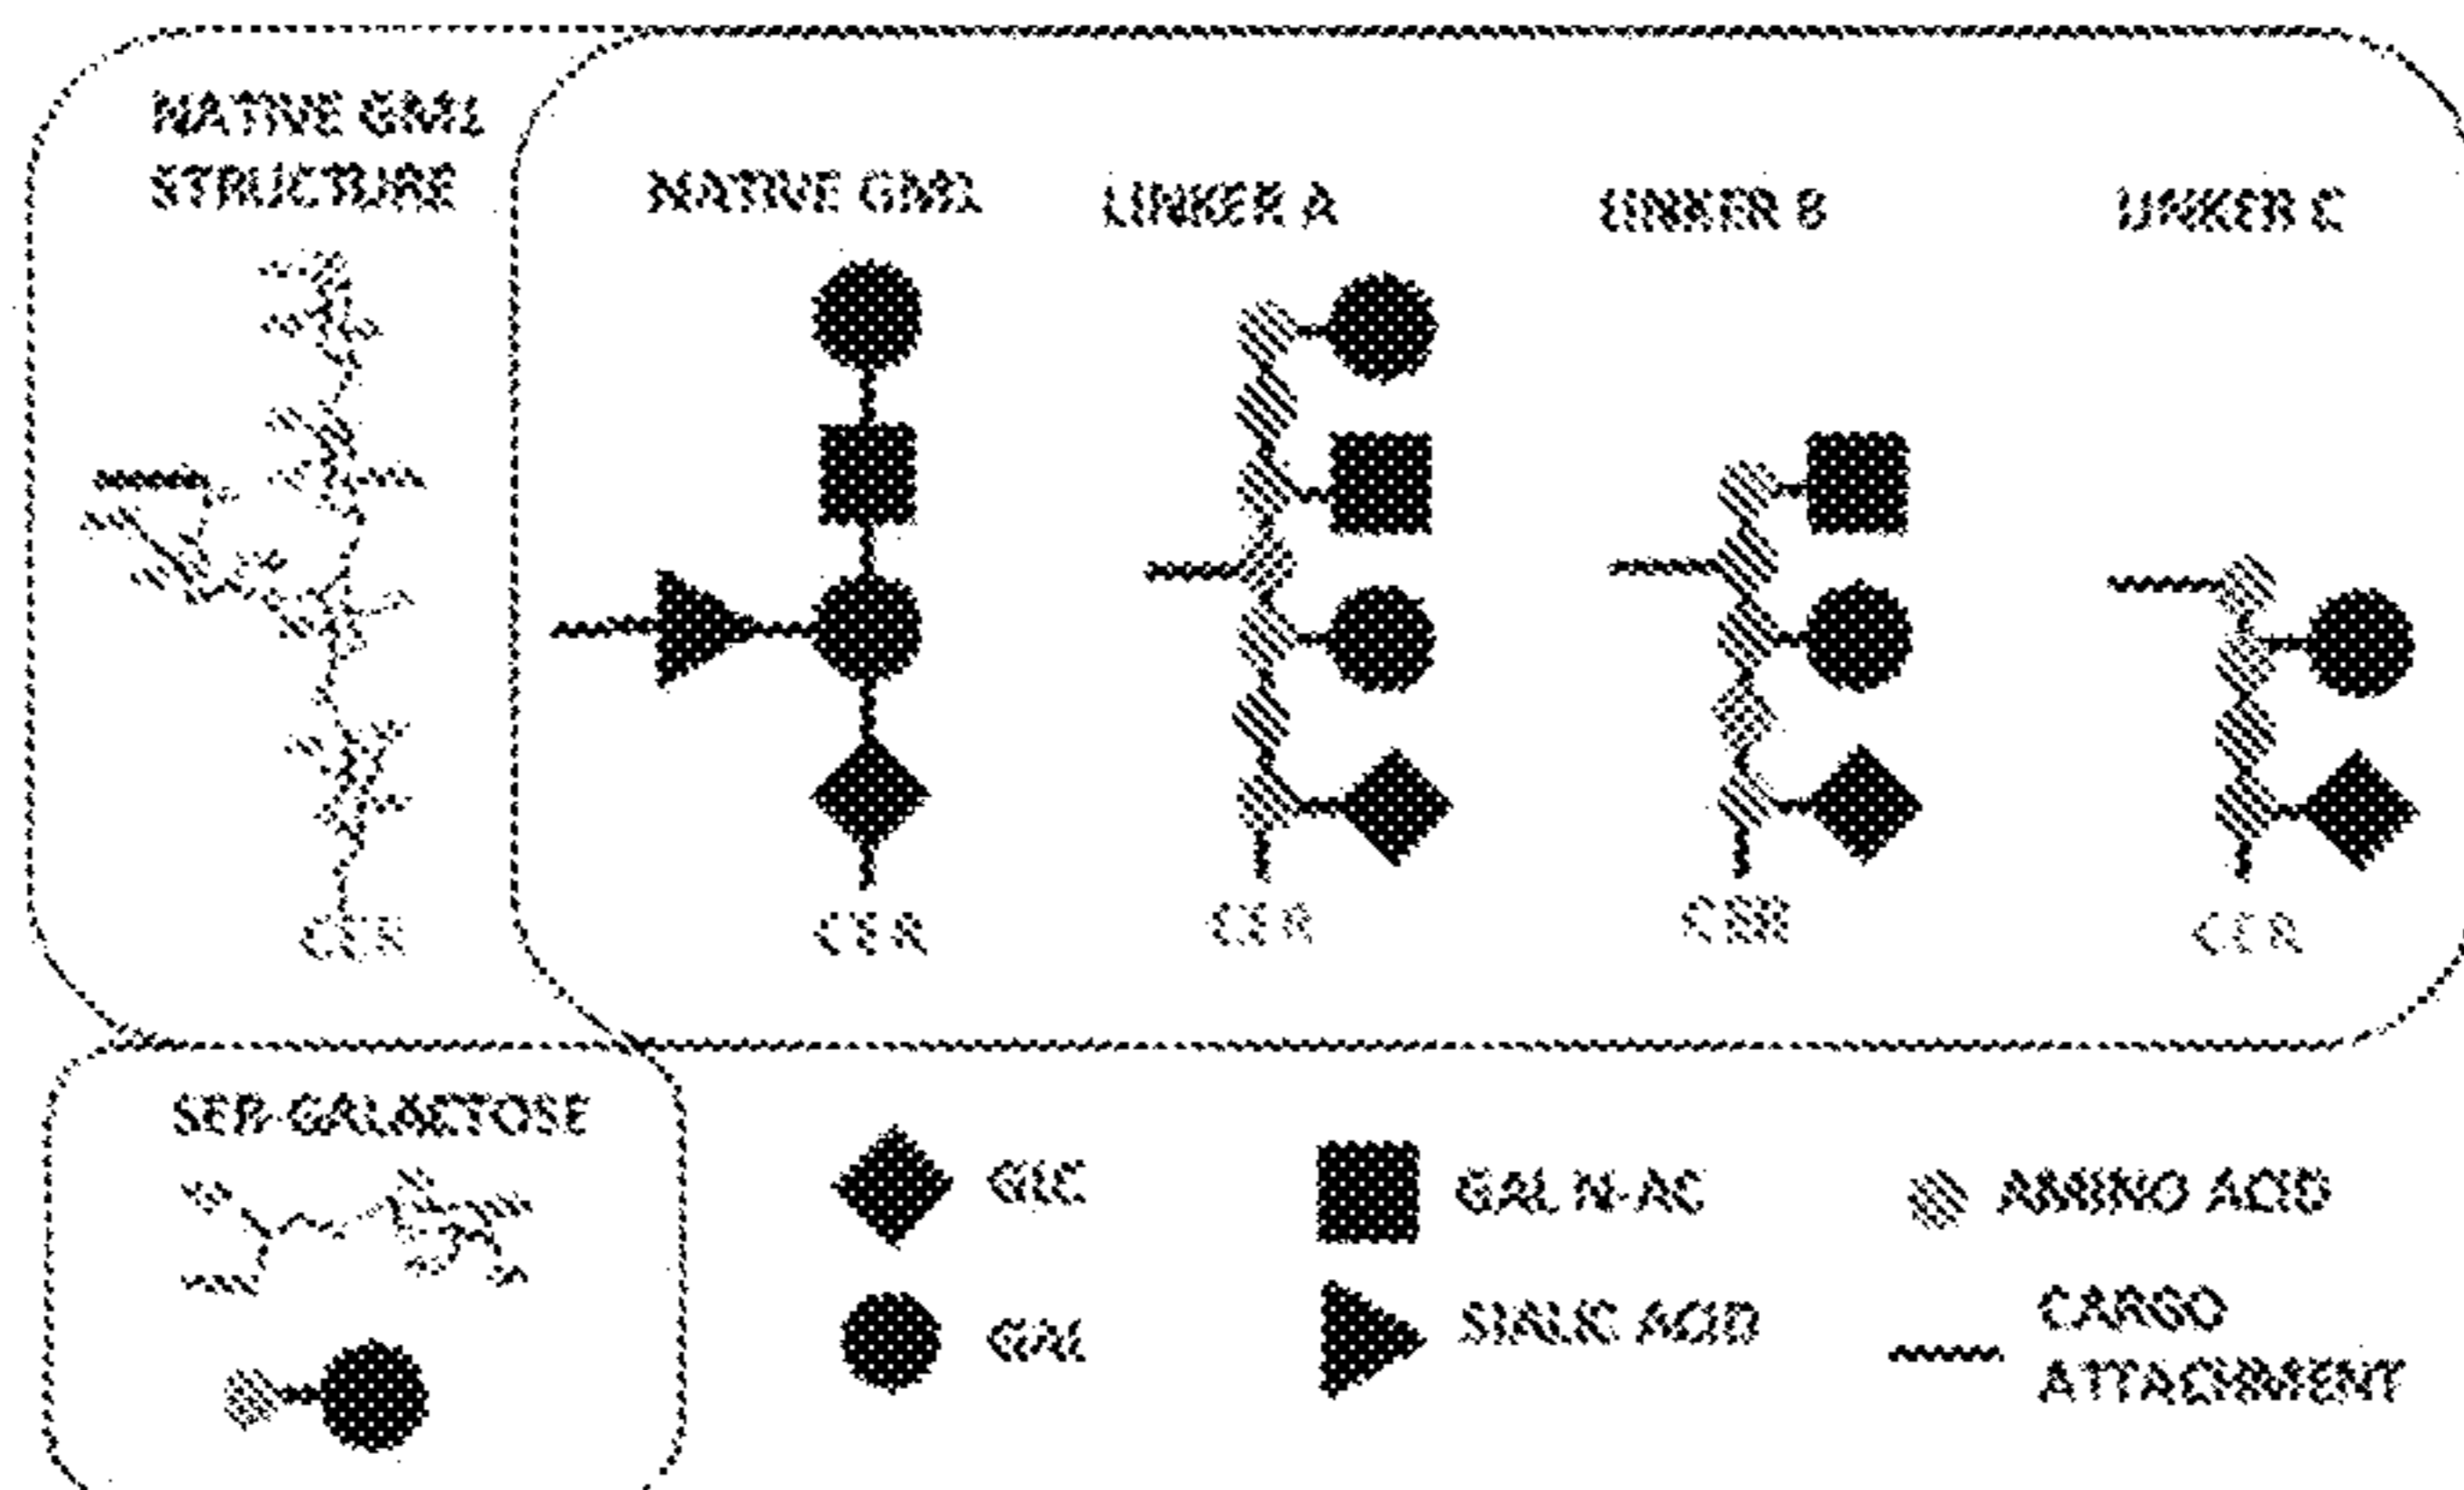 NATIVE GM1
STRUCTURE
NATIVE GM1
LINKER A
LINKER B
LINKER C
CER
CER
CER
CER
CER
SER-GALACTOSE
GLC
GAL N-AC
AMINO ACID
GAL
SIALIC ACID
CARGO
ATTACHMENT